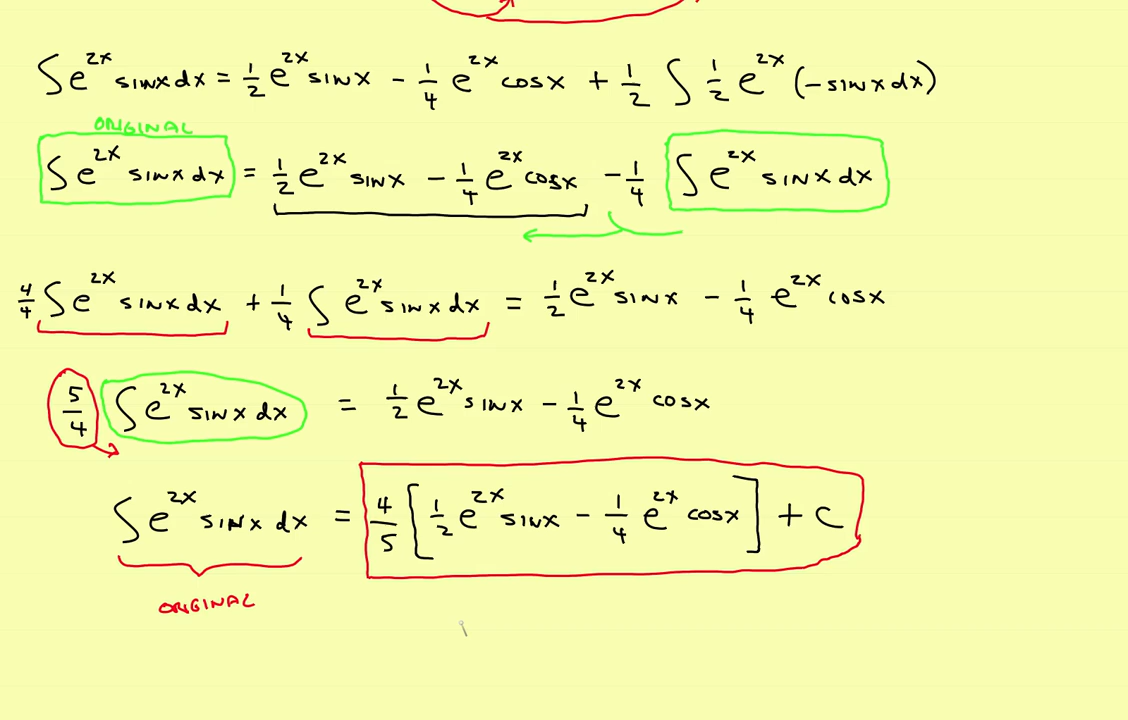 ∫e^{2x} sinx dx = 1/2 e^{2x} sinx - 1/4 e^{2x} cosx + 1/2 ∫ 1/2 e^{2x} (-sinx dx)
ORIGINAL
∫e^{2x} sinx dx = 1/2 e^{2x} sinx - 1/4 e^{2x} cosx - 1/4 ∫e^{2x} sinx dx
4/4 ∫e^{2x} sinx dx + 1/4 ∫e^{2x} sinx dx = 1/2 e^{2x} sinx - 1/4 e^{2x} cosx
5/4 ∫e^{2x} sinx dx = 1/2 e^{2x} sinx - 1/4 e^{2x} cosx
∫e^{2x} sinx dx = 4/5 [1/2 e^{2x} sinx - 1/4 e^{2x} cosx] + C
ORIGINAL